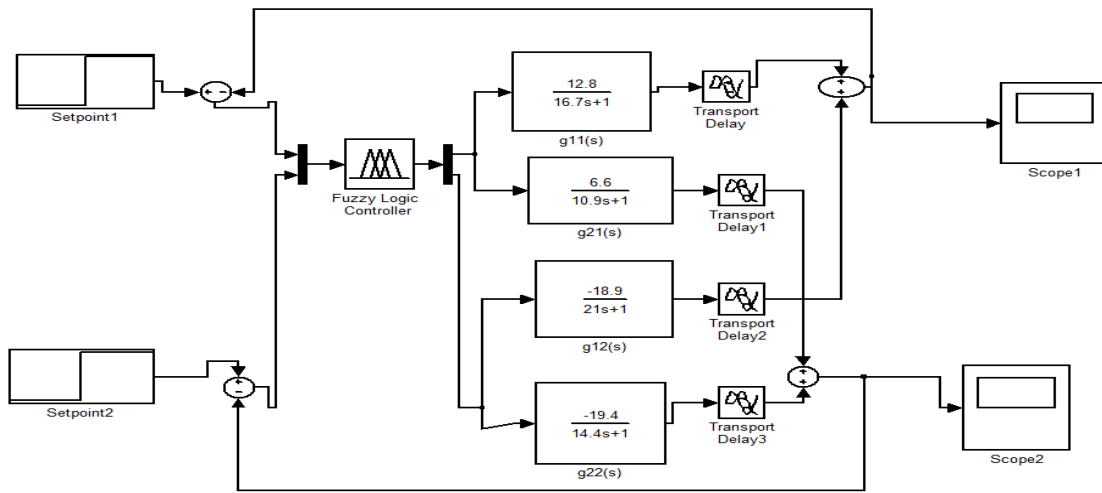 Setpoint1
12.8
16.7s+1
g11(s)
Transport
Delay
Scope1
Fuzzy Logic
Controller
6.6
10.9s+1
g21(s)
Transport
Delay1
-18.9
21s+1
g12(s)
Transport
Delay2
Setpoint2
-19.4
14.4s+1
g22(s)
Transport
Delay3
Scope2